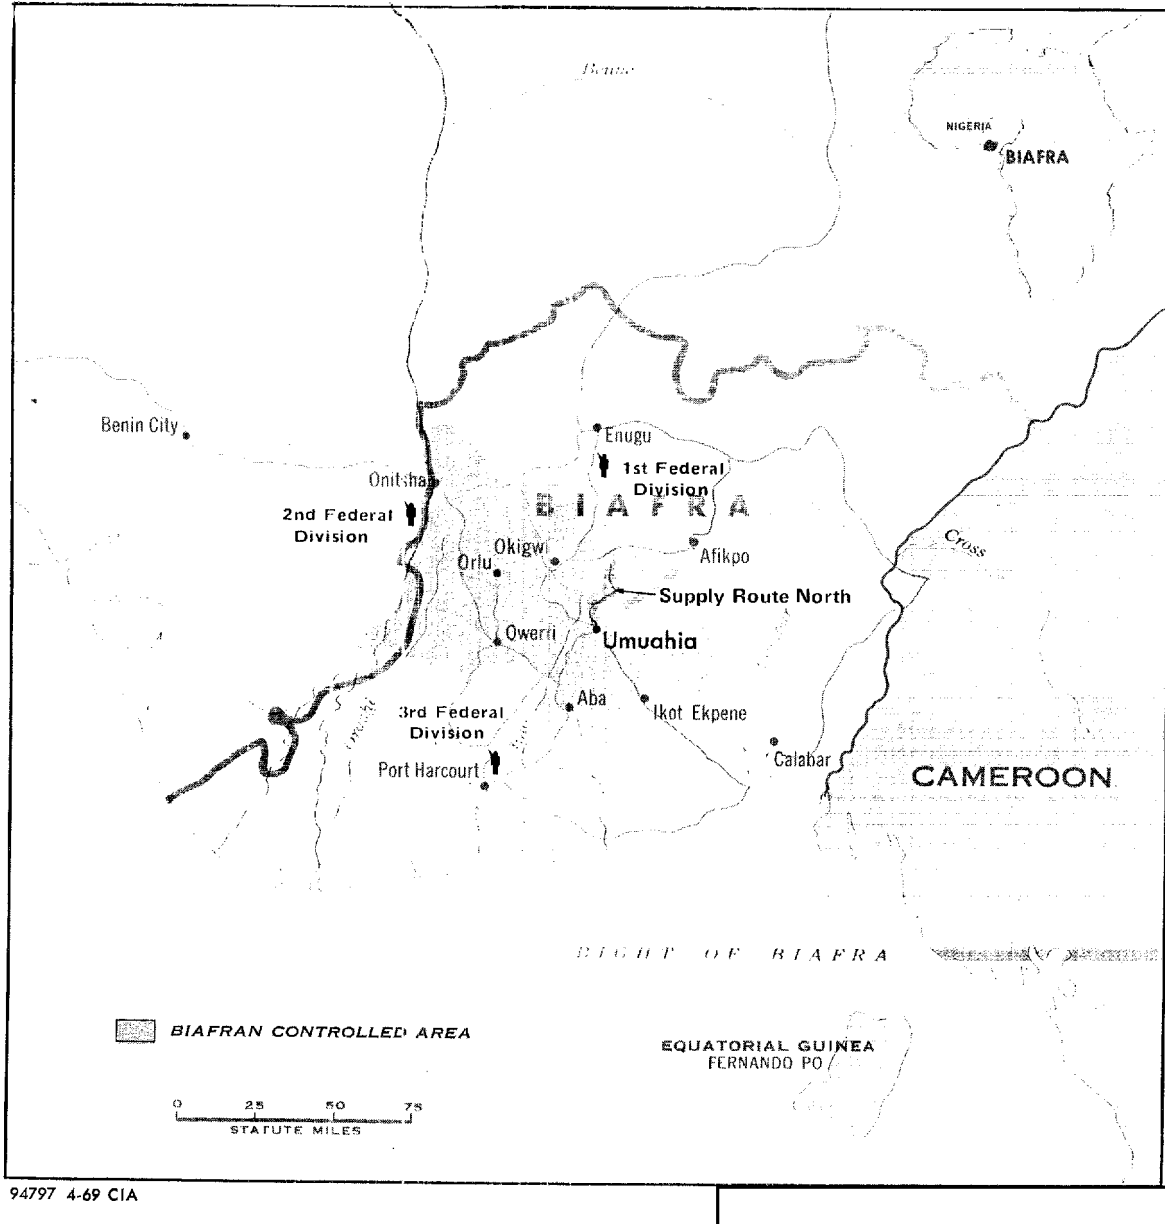 Benue
NIGERIA
BIAFRA
Benin City
Enugu
Onitsha
1st Federal
Division
BIAFRA
2nd Federal
Division
Cross
Okigwi
Orlu
Afikpo
Supply Route North
Owerri
Umuahia
Aba
Ikot Ekpene
3rd Federal
Division
Port Harcourt
Calabar
CAMEROON
BIGHT OF BIAFRA
BIAFRAN CONTROLLED AREA
EQUATORIAL GUINEA
FERNANDO PO
0 25 50 75
STATUTE MILES
94797 4-69 CIA